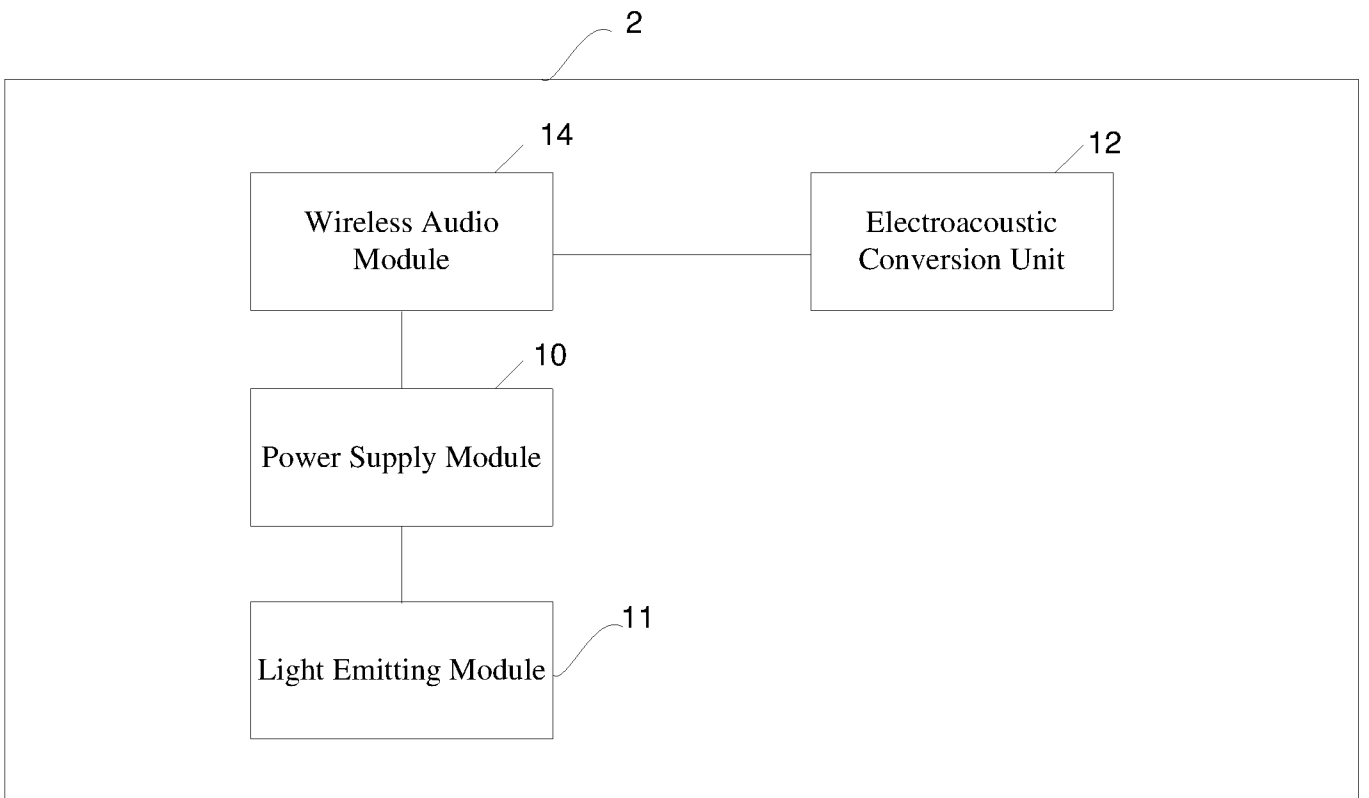 2
14
Wireless Audio
Module
12
Electroacoustic
Conversion Unit
10
Power Supply Module
11
Light Emitting Module